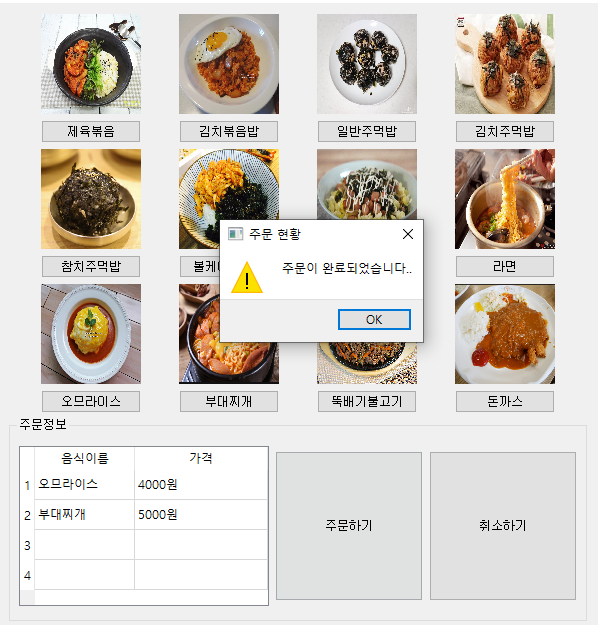 제육볶음 김치볶음밥 일반주먹밥 김치주먹밥
참치주먹밥 라면
주문 현황
주문이 완료되었습니다..
OK
오므라이스 부대찌개 뚝배기불고기 돈까스
주문정보
음식이름 가격
1 오므라이스 4000원
2 부대찌개 5000원
3
4
주문하기 취소하기